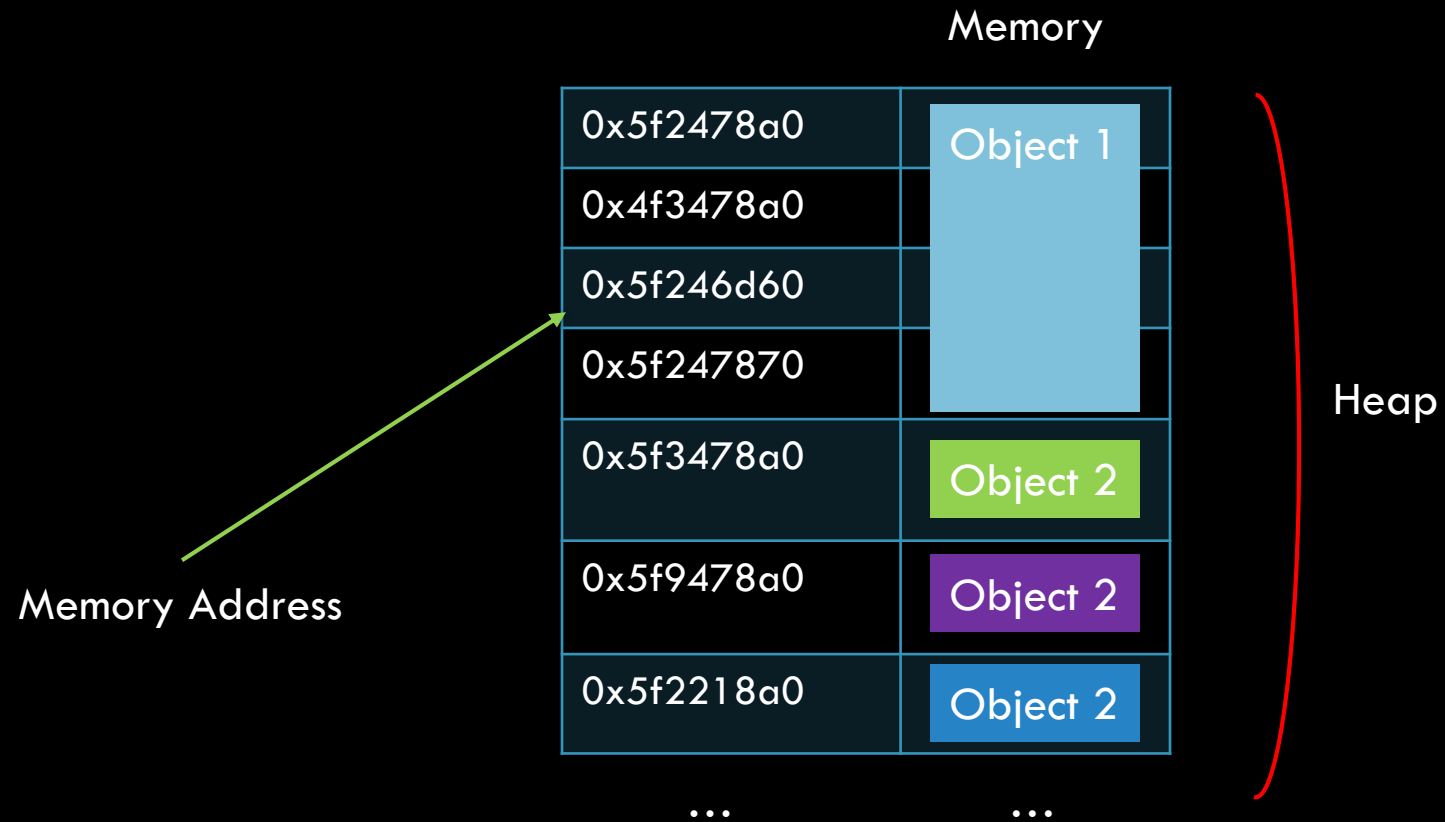 Memory
0x5f2478a0
Object 1
0x4f3478a0
0x5f246d60
0x5f247870
Heap
0x5f3478a0
Object 2
0x5f9478a0
Object 2
Memory Address
0x5f2218a0
Object 2
... ...